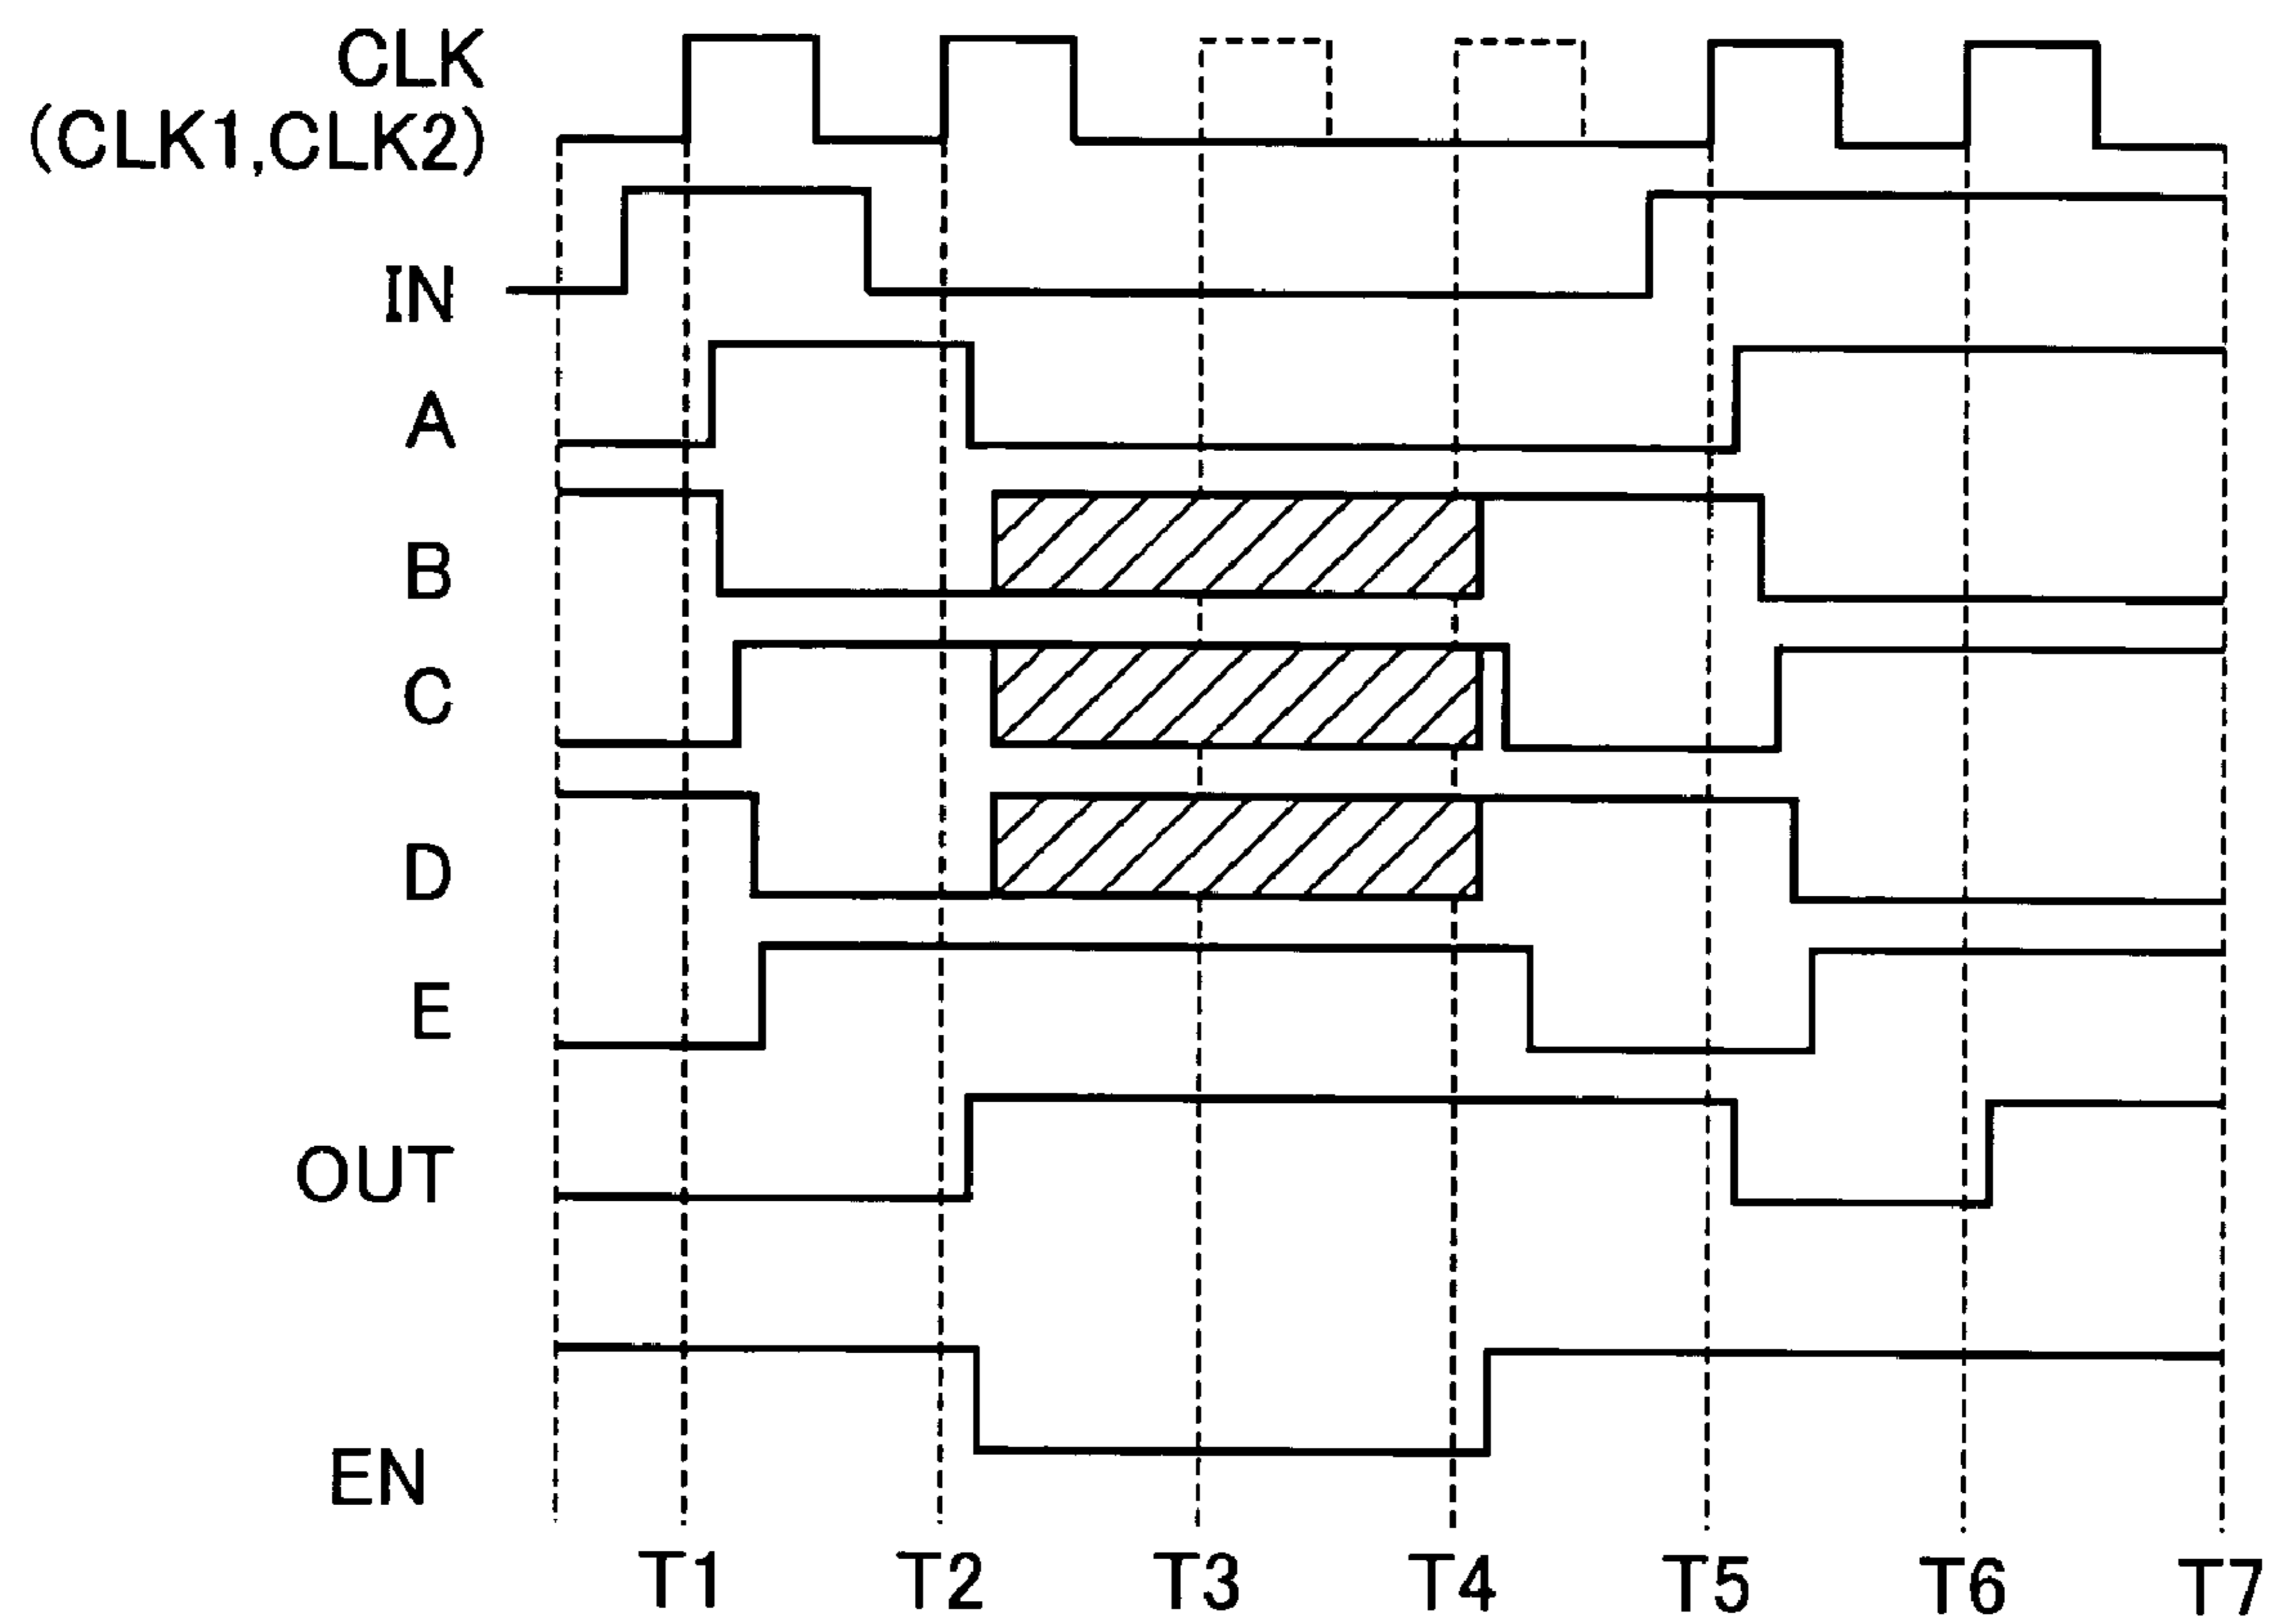 CLK
(CLK1,CLK2)
IN
A
B
C
D
E
OUT
EN
T1 T2 T3 T4 T5 T6 T7